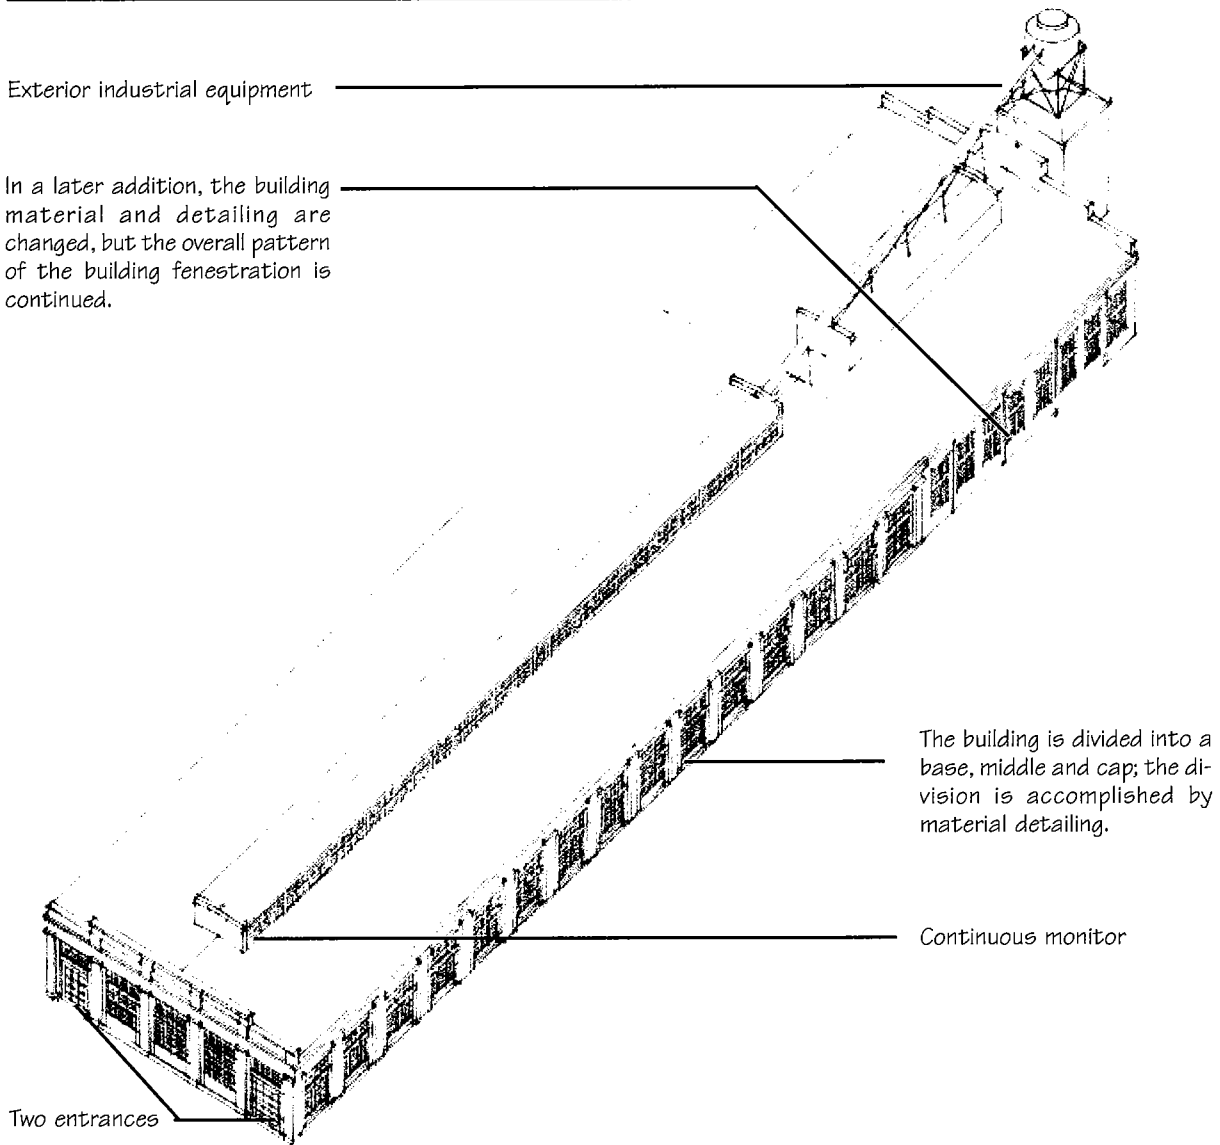 Exterior industrial equipment
In a later addition, the building
material and detailing are
changed, but the overall pattern
of the building fenestration is
continued.
The building is divided into a
base, middle and cap; the di-
vision is accomplished by
material detailing.
Continuous monitor
Two entrances